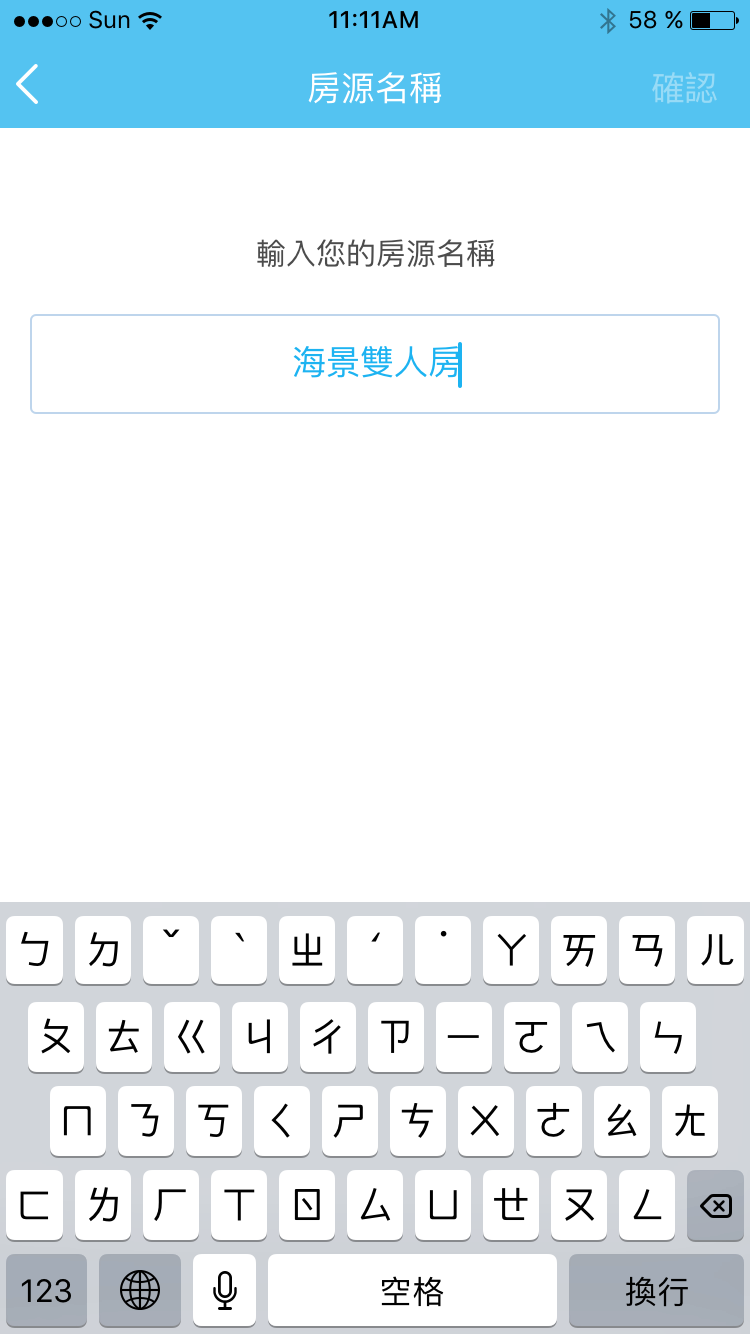 Sun 11:11AM 58 %
房源名稱 確認
輸入您的房源名稱
海景雙人房
ㄅ ㄉ ˇ ˋ ㄓ ˊ ˙ ㄚ ㄞ ㄢ ㄦ
ㄆ ㄊ ㄍ ㄐ ㄔ ㄗ ㄧ ㄛ ㄟ ㄣ
ㄇ ㄋ ㄎ ㄑ ㄕ ㄘ ㄨ ㄜ ㄠ ㄤ
ㄈ ㄌ ㄏ ㄒ ㄖ ㄙ ㄩ ㄝ ㄡ ㄥ
123 空格 換行